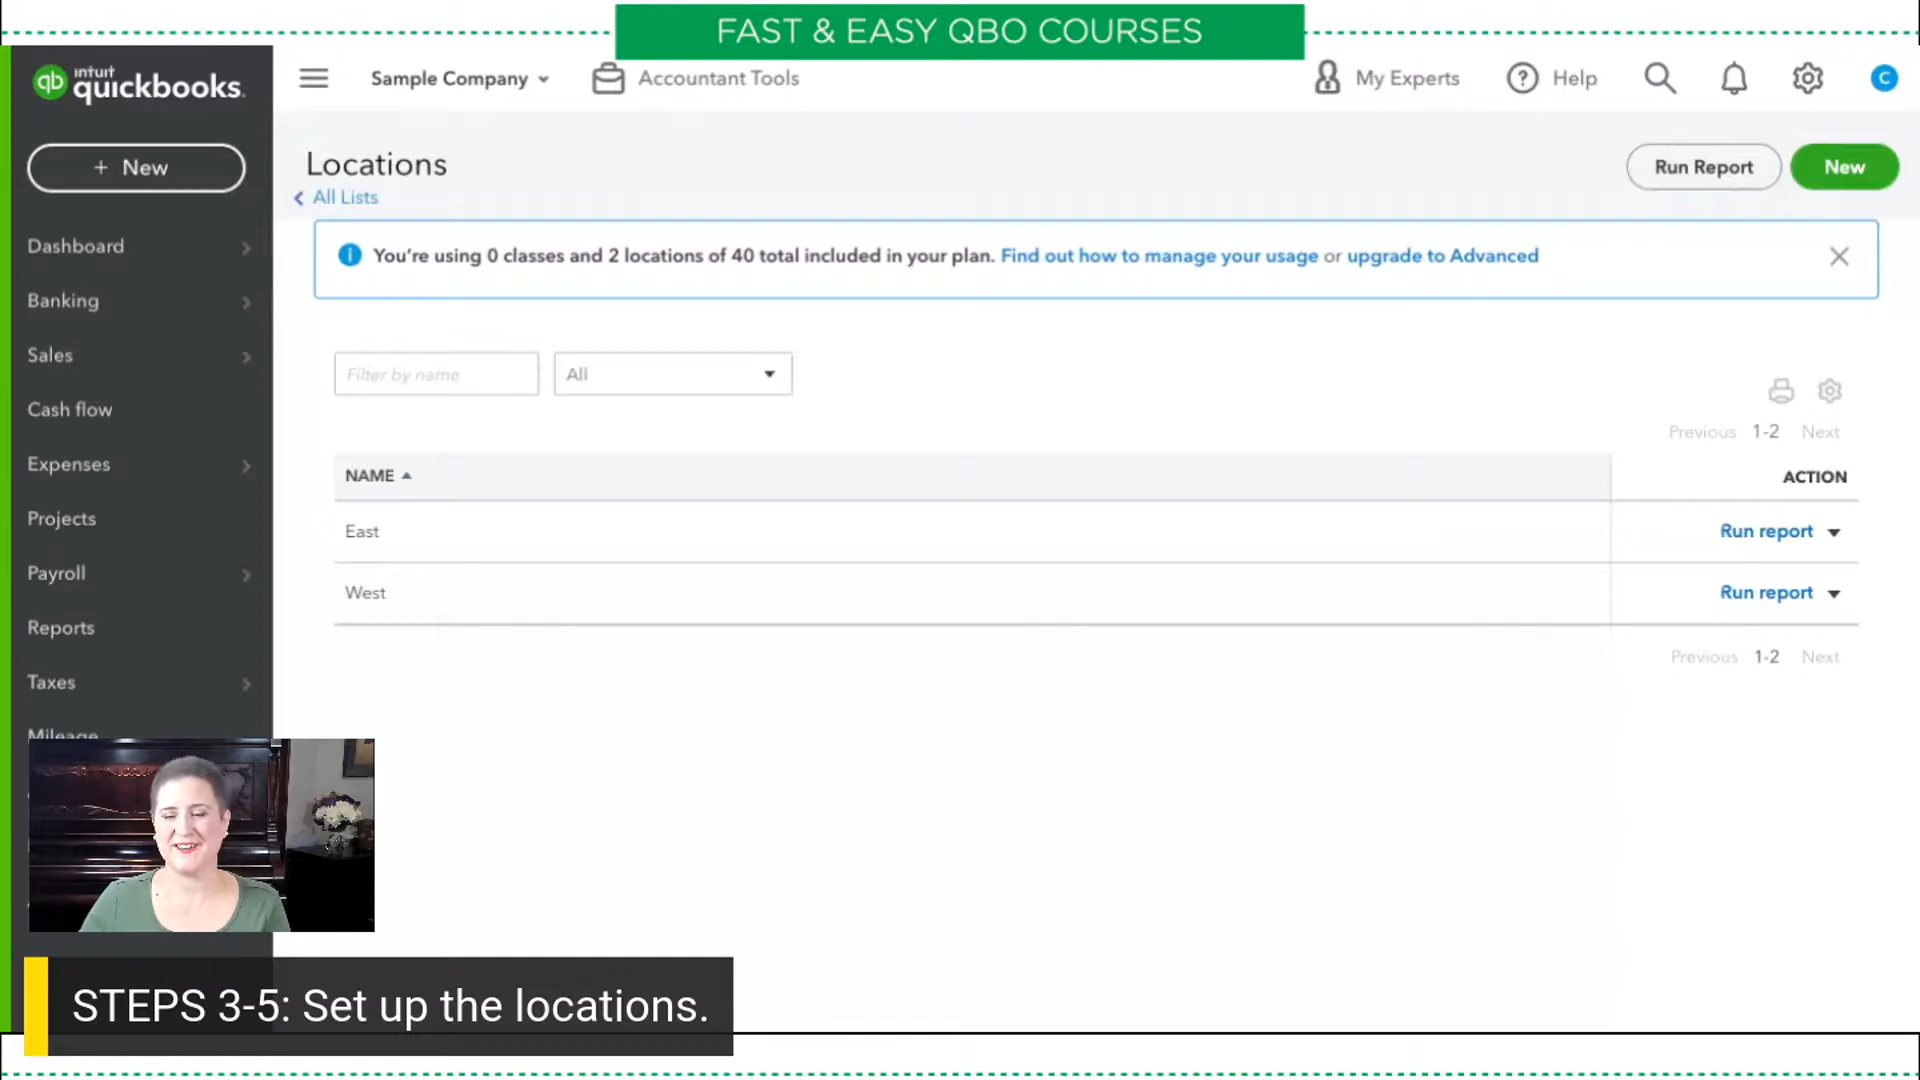 FAST & EASY QBO COURSES
qb intuit quickbooks.
Sample Company
Accountant Tools
My Experts
Help
C
+ New
Locations
All Lists
Run Report
New
You're using 0 classes and 2 locations of 40 total included in your plan. Find out how to manage your usage or upgrade to Advanced
Dashboard
Banking
Sales
Cash flow
Expenses
Projects
Payroll
Reports
Taxes
Mileage
Filter by name
All
Previous 1-2 Next
NAME
ACTION
East
Run report
West
Run report
Previous 1-2 Next
STEPS 3-5: Set up the locations.